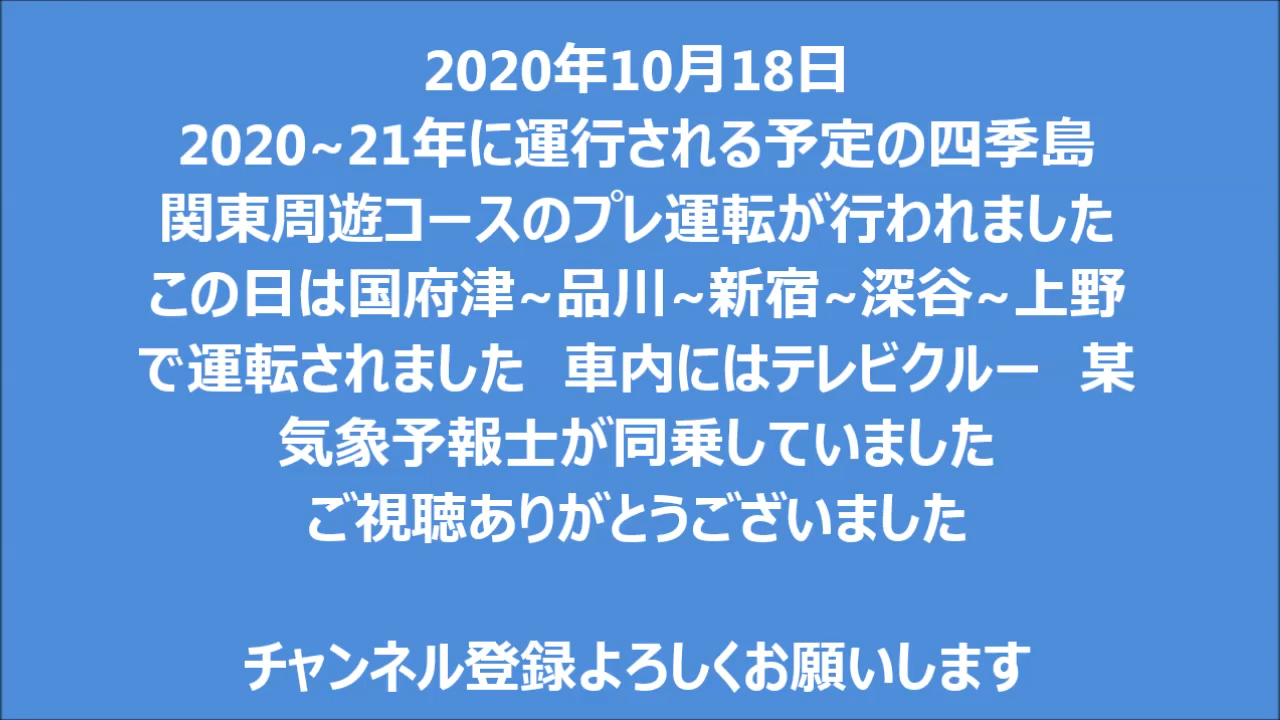 2020年10月18日
2020~21年に運行される予定の四季島
関東周遊コースのプレ運転が行われました
この日は国府津~品川~新宿~深谷~上野
で運転されました　車内にはテレビクルー　某
気象予報士が同乗していました
ご視聴ありがとうございました
チャンネル登録よろしくお願いします